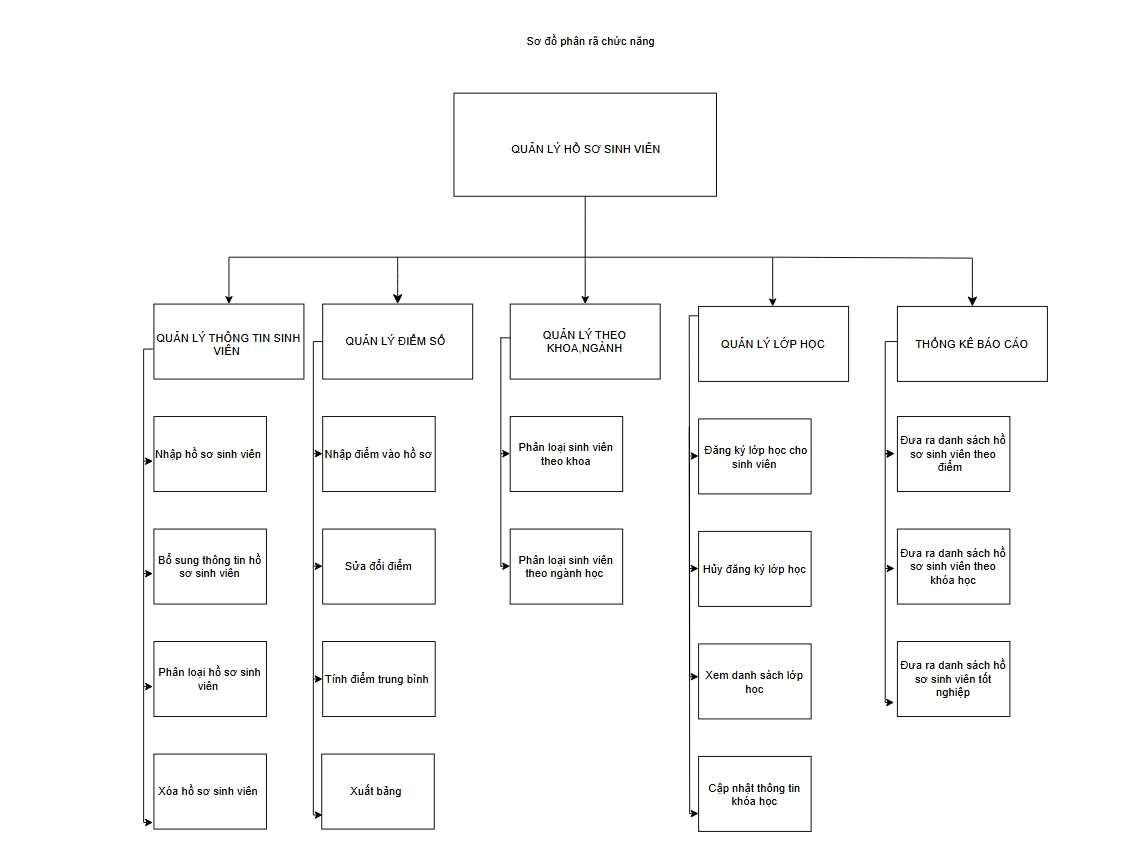 Sơ đồ phân rã chức năng
QUẢN LÝ HỒ SƠ SINH VIÊN
QUẢN LÝ THÔNG TIN SINH
VIÊN
QUẢN LÝ ĐIỂM SỐ
QUẢN LÝ THEO
KHOA,NGÀNH
QUẢN LÝ LỚP HỌC
THỐNG KÊ BÁO CÁO
Nhập hồ sơ sinh viên
Nhập điểm vào hồ sơ
Phân loại sinh viên
theo khoa
Đăng ký lớp học cho
sinh viên
Đưa ra danh sách hồ
sơ sinh viên theo
điểm
Bổ sung thông tin hồ
sơ sinh viên
Sửa đổi điểm
Phân loại sinh viên
theo ngành học
Hủy đăng ký lớp học
Đưa ra danh sách hồ
sơ sinh viên theo
khóa học
Phân loại hồ sơ sinh
viên
Tính điểm trung bình
Xem danh sách lớp
học
Đưa ra danh sách hồ
sơ sinh viên tốt
nghiệp
Xóa hồ sơ sinh viên
Xuất bảng
Cập nhật thông tin
khóa học